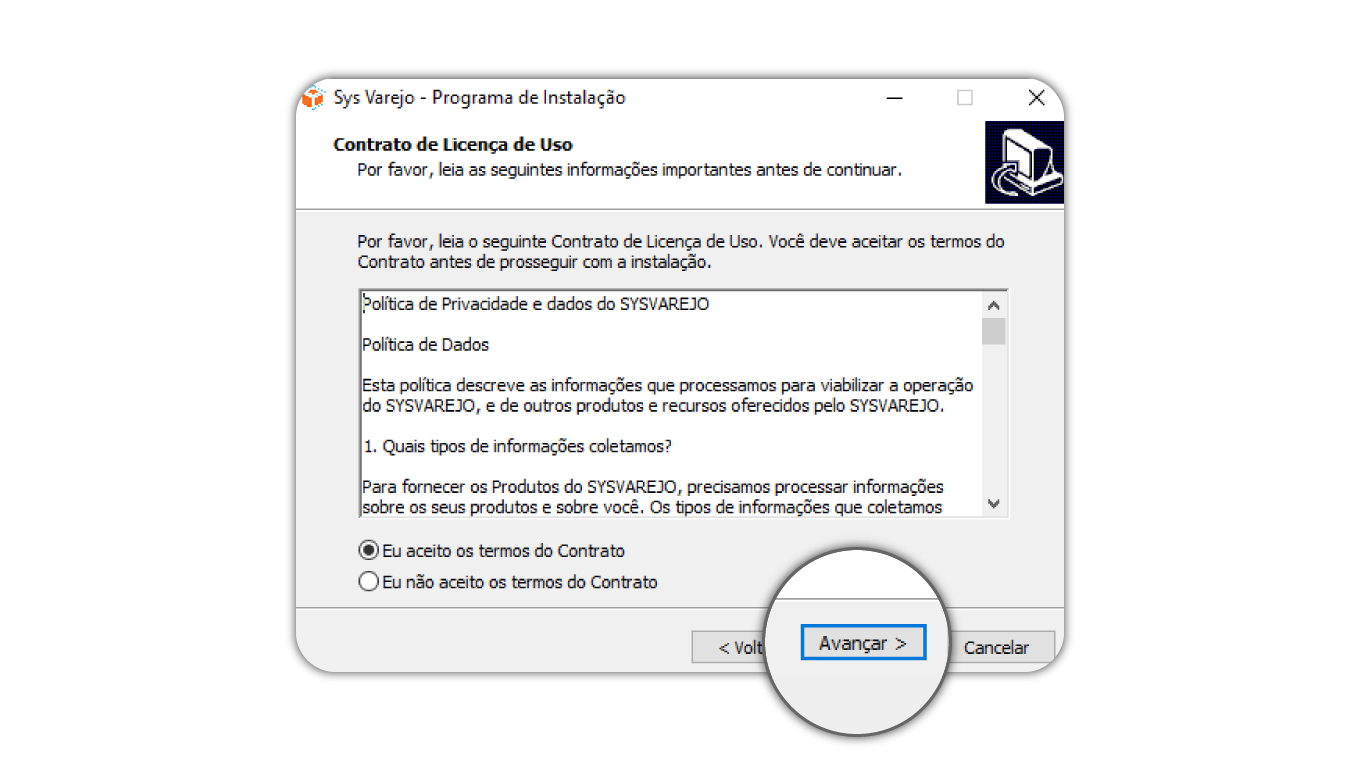 Sys Varejo - Programa de Instalação
Contrato de Licença de Uso
Por favor, leia as seguintes informações importantes antes de continuar.
Por favor, leia o seguinte Contrato de Licença de Uso. Você deve aceitar os termos do
Contrato antes de prosseguir com a instalação.
Política de Privacidade e dados do SYSVAREJO
Política de Dados
Esta política descreve as informações que processamos para viabilizar a operação
do SYSVAREJO, e de outros produtos e recursos oferecidos pelo SYSVAREJO.
1. Quais tipos de informações coletamos?
Para fornecer os Produtos do SYSVAREJO, precisamos processar informações
sobre os seus produtos e sobre você. Os tipos de informações que coletamos
Eu aceito os termos do Contrato
Eu não aceito os termos do Contrato
< Volt
Avançar >
Cancelar